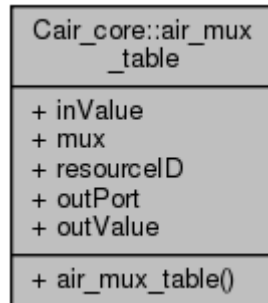 Cair_core::air_mux
_table
+ inValue
+ mux
+ resourceID
+ outPort
+ outValue
+ air_mux_table()